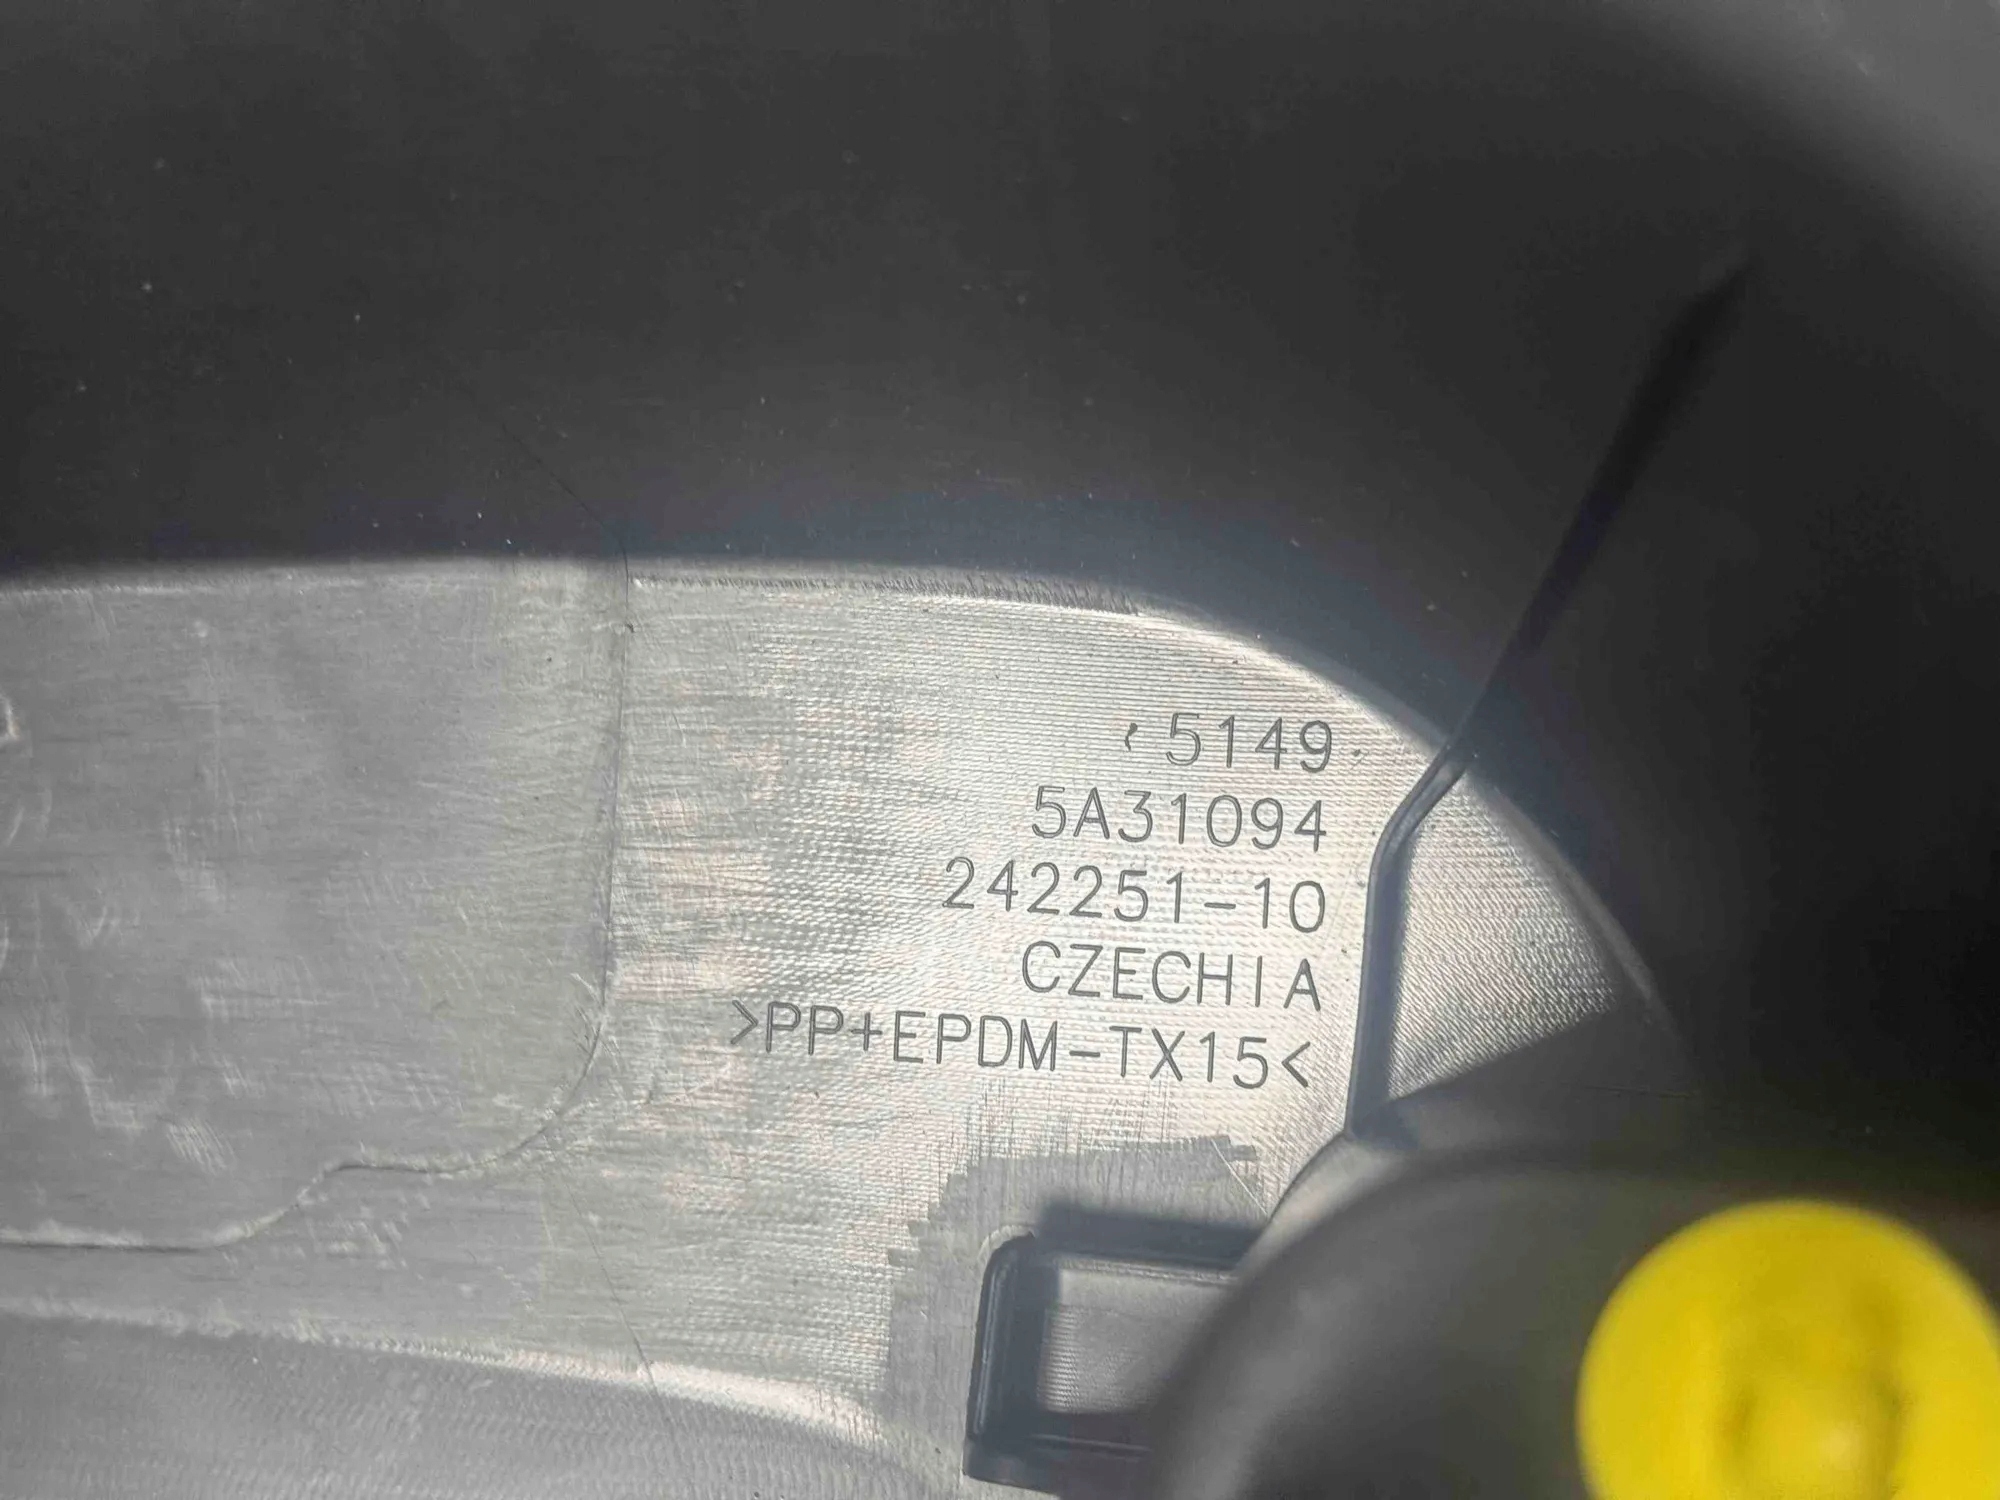 5149
5A31094
242251-10
CZECHIA
>PP+EPDM-TX15<